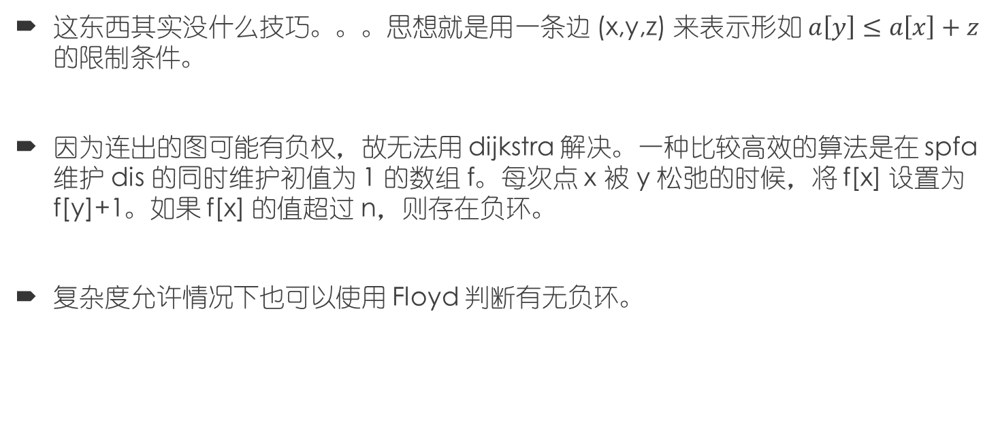 这东西其实没什么技巧。。。思想就是用一条边 (x,y,z) 来表示形如 a[y] ≤ a[x] + z
的限制条件。
因为连出的图可能有负权，故无法用 dijkstra 解决。一种比较高效的算法是在 spfa
维护 dis 的同时维护初值为 1 的数组 f。每次点 x 被 y 松弛的时候，将 f[x] 设置为
f[y]+1。如果 f[x] 的值超过 n，则存在负环。
复杂度允许情况下也可以使用 Floyd 判断有无负环。